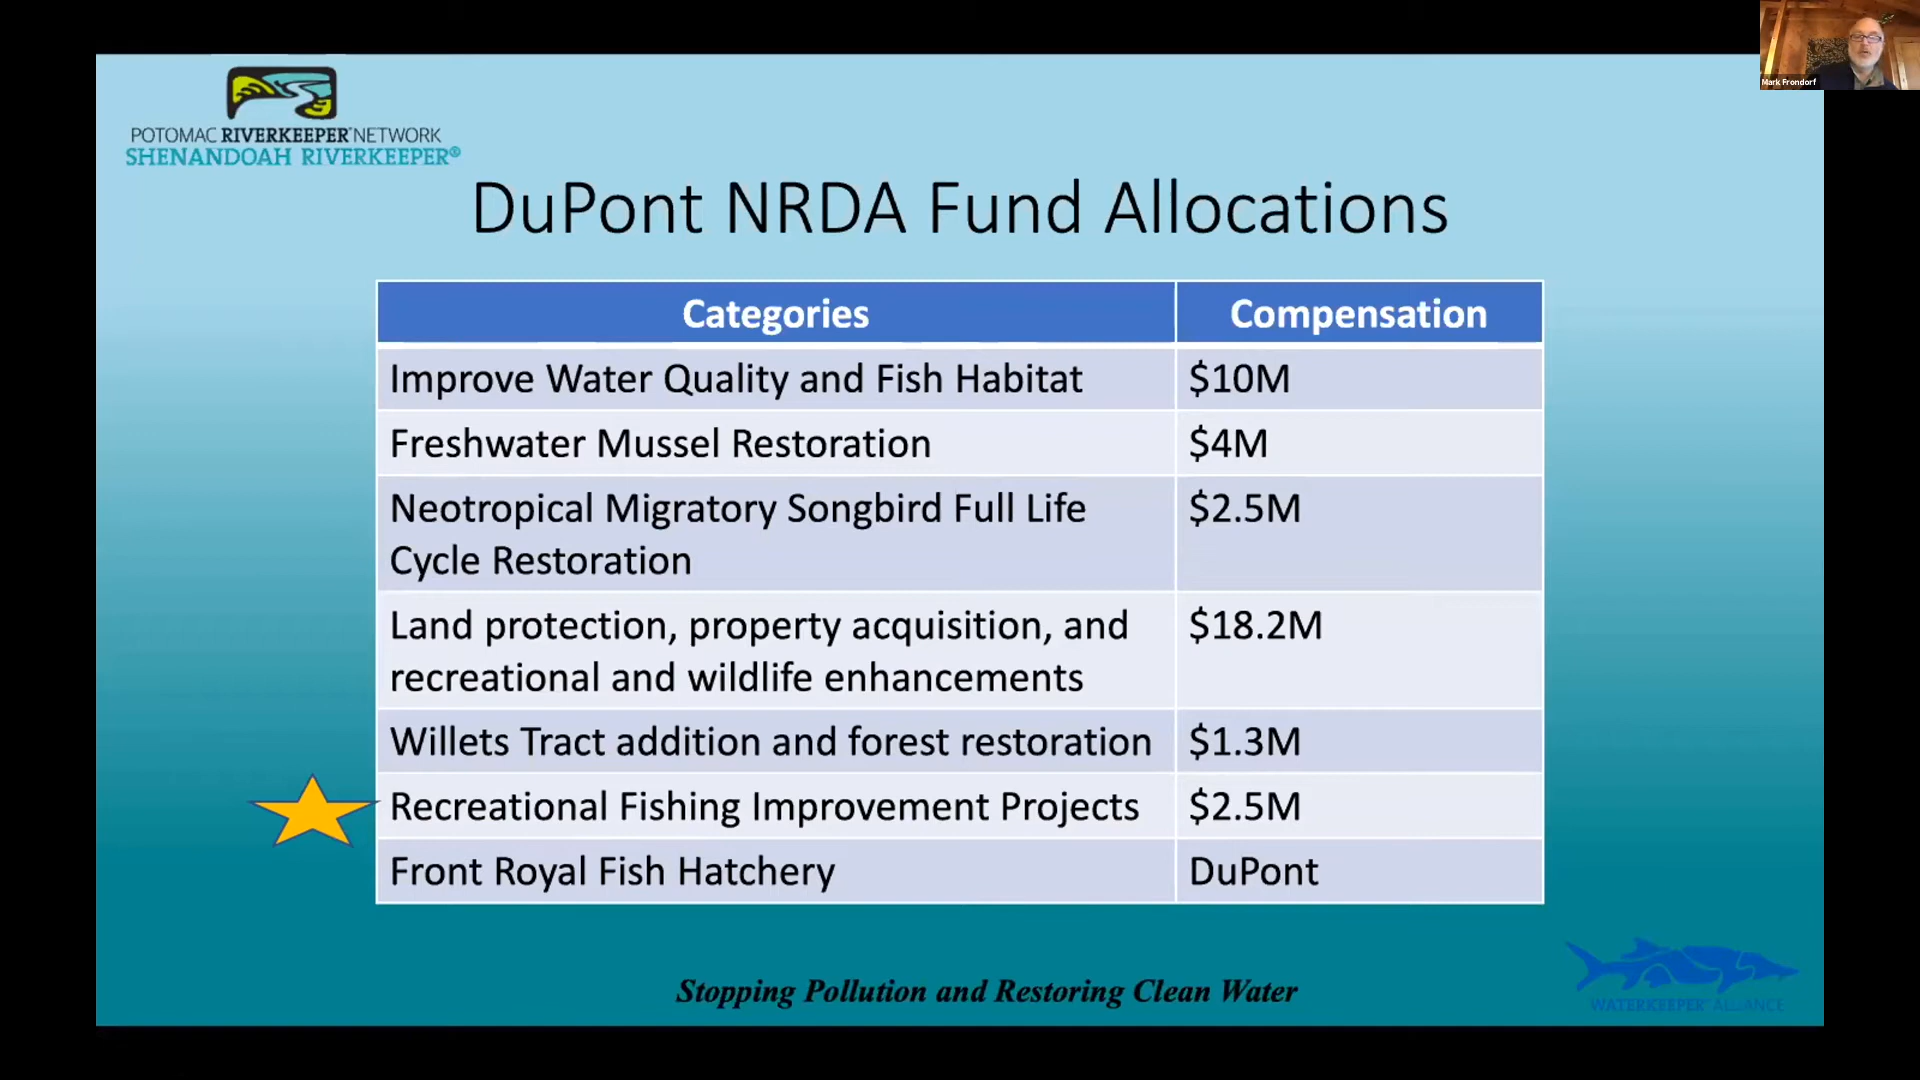 Mark Frondorf
POTOMAC RIVERKEEPER® NETWORK
SHENANDOAH RIVERKEEPER®
DuPont NRDA Fund Allocations
Categories Compensation
Improve Water Quality and Fish Habitat $10M
Freshwater Mussel Restoration $4M
Neotropical Migratory Songbird Full Life $2.5M
Cycle Restoration
Land protection, property acquisition, and $18.2M
recreational and wildlife enhancements
Willets Tract addition and forest restoration $1.3M
Recreational Fishing Improvement Projects $2.5M
Front Royal Fish Hatchery DuPont
Stopping Pollution and Restoring Clean Water
WATERKEEPER® ALLIANCE